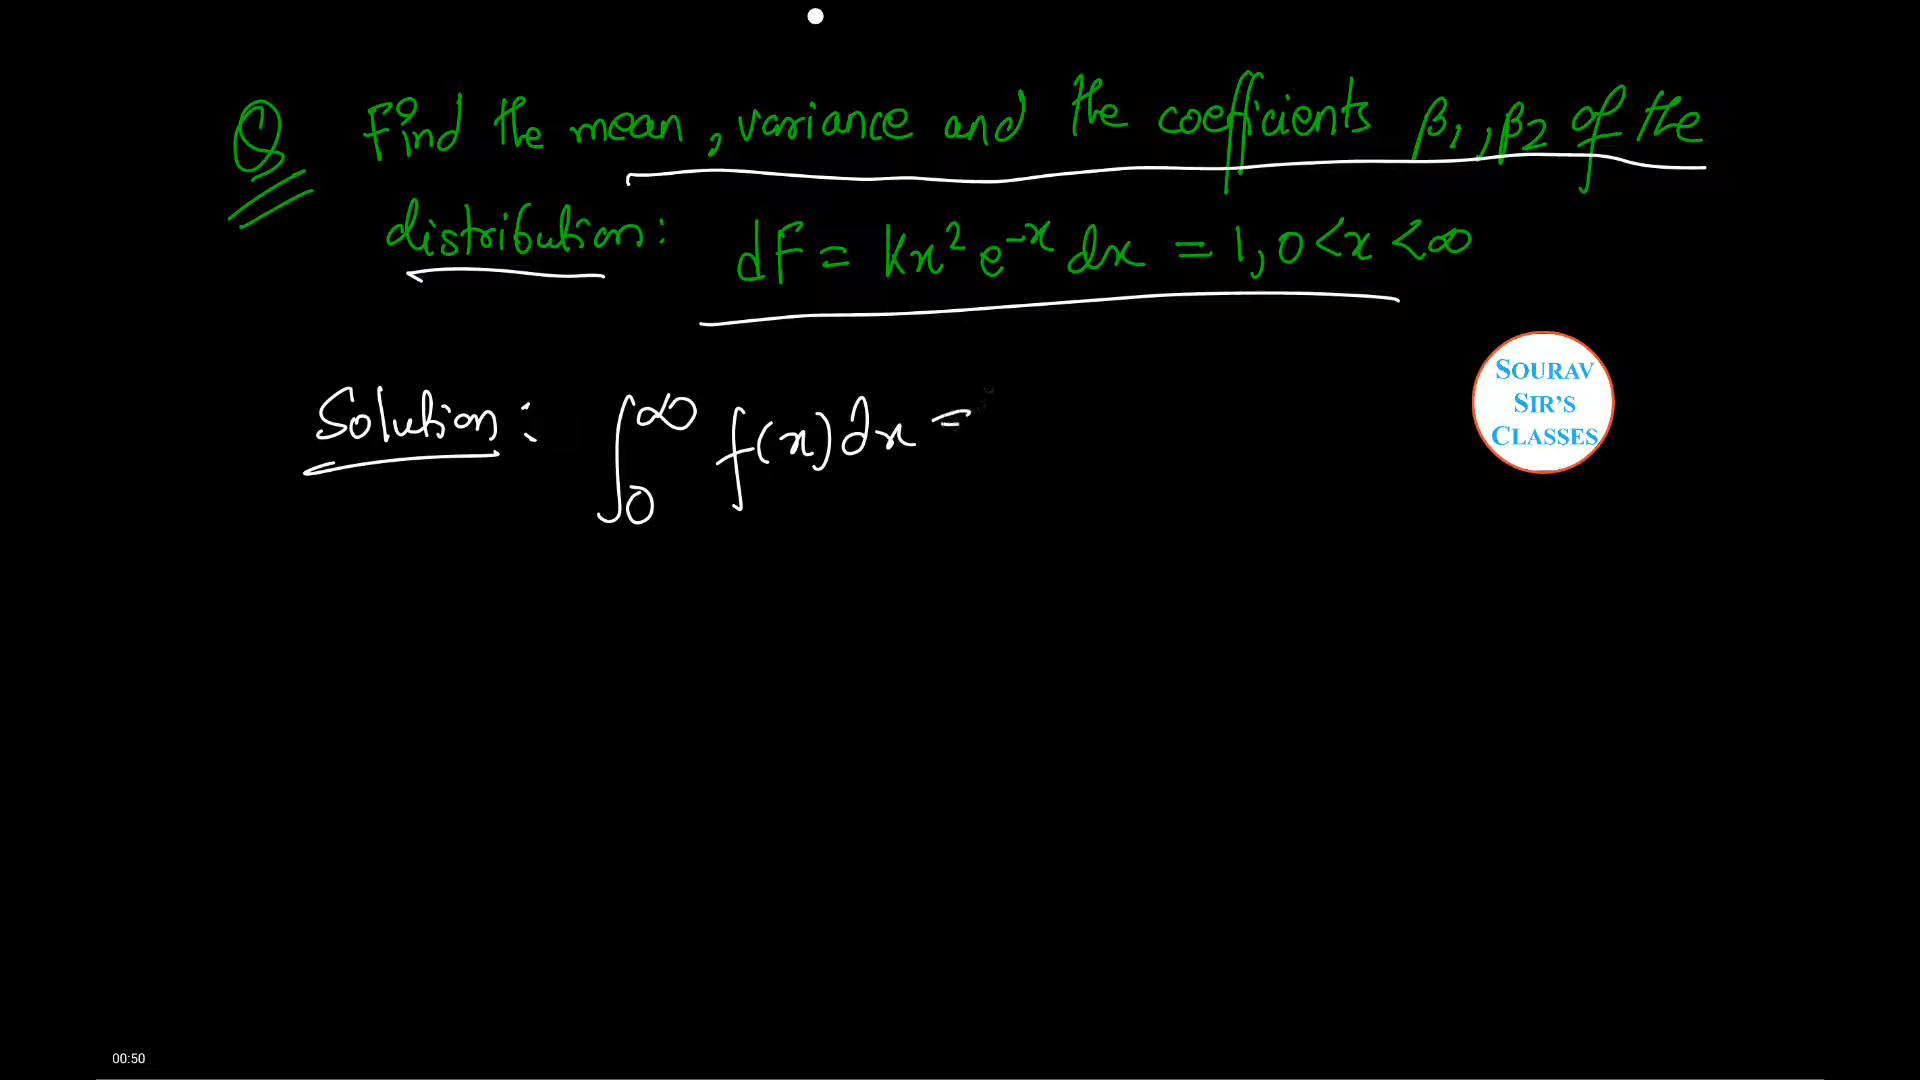 Q Find the mean, variance and the coefficients β1, β2 of the
distribution: dF = kx² e^-x dx = 1, 0 < x < ∞
SOURAV
SIR'S
CLASSES
Solution: ∫₀^∞ f(x) dx =
00:50